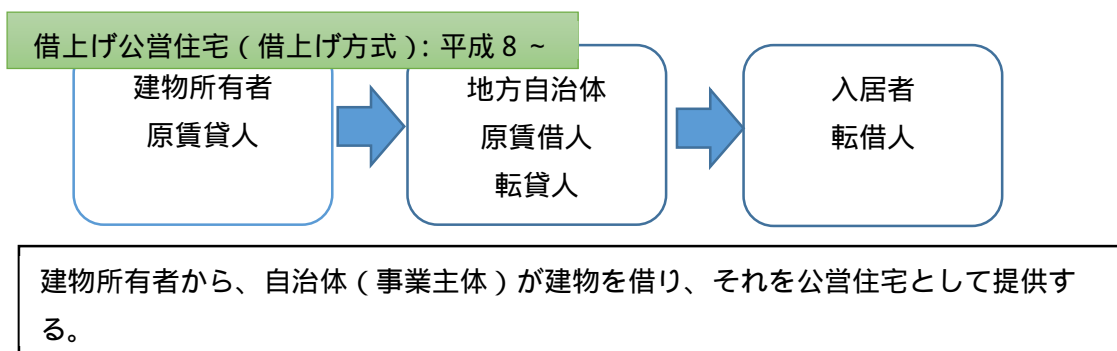 借上げ公営住宅(借上げ方式):平成8~
建物所有者
原賃貸人
地方自治体
原賃借人
転貸人
入居者
転借人
建物所有者から、自治体(事業主体)が建物を借り、それを公営住宅として提供す
る。